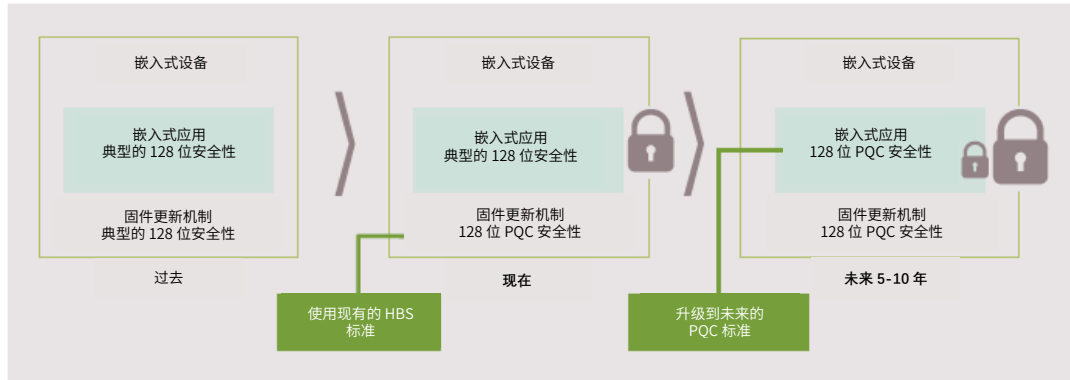 嵌入式设备
嵌入式应用
典型的 128 位安全性
固件更新机制
典型的 128 位安全性
过去
嵌入式设备
嵌入式应用
典型的 128 位安全性
固件更新机制
128 位 PQC 安全性
现在
使用现有的 HBS
标准
嵌入式设备
嵌入式应用
128 位 PQC 安全性
固件更新机制
128 位 PQC 安全性
未来 5-10 年
升级到未来的
PQC 标准